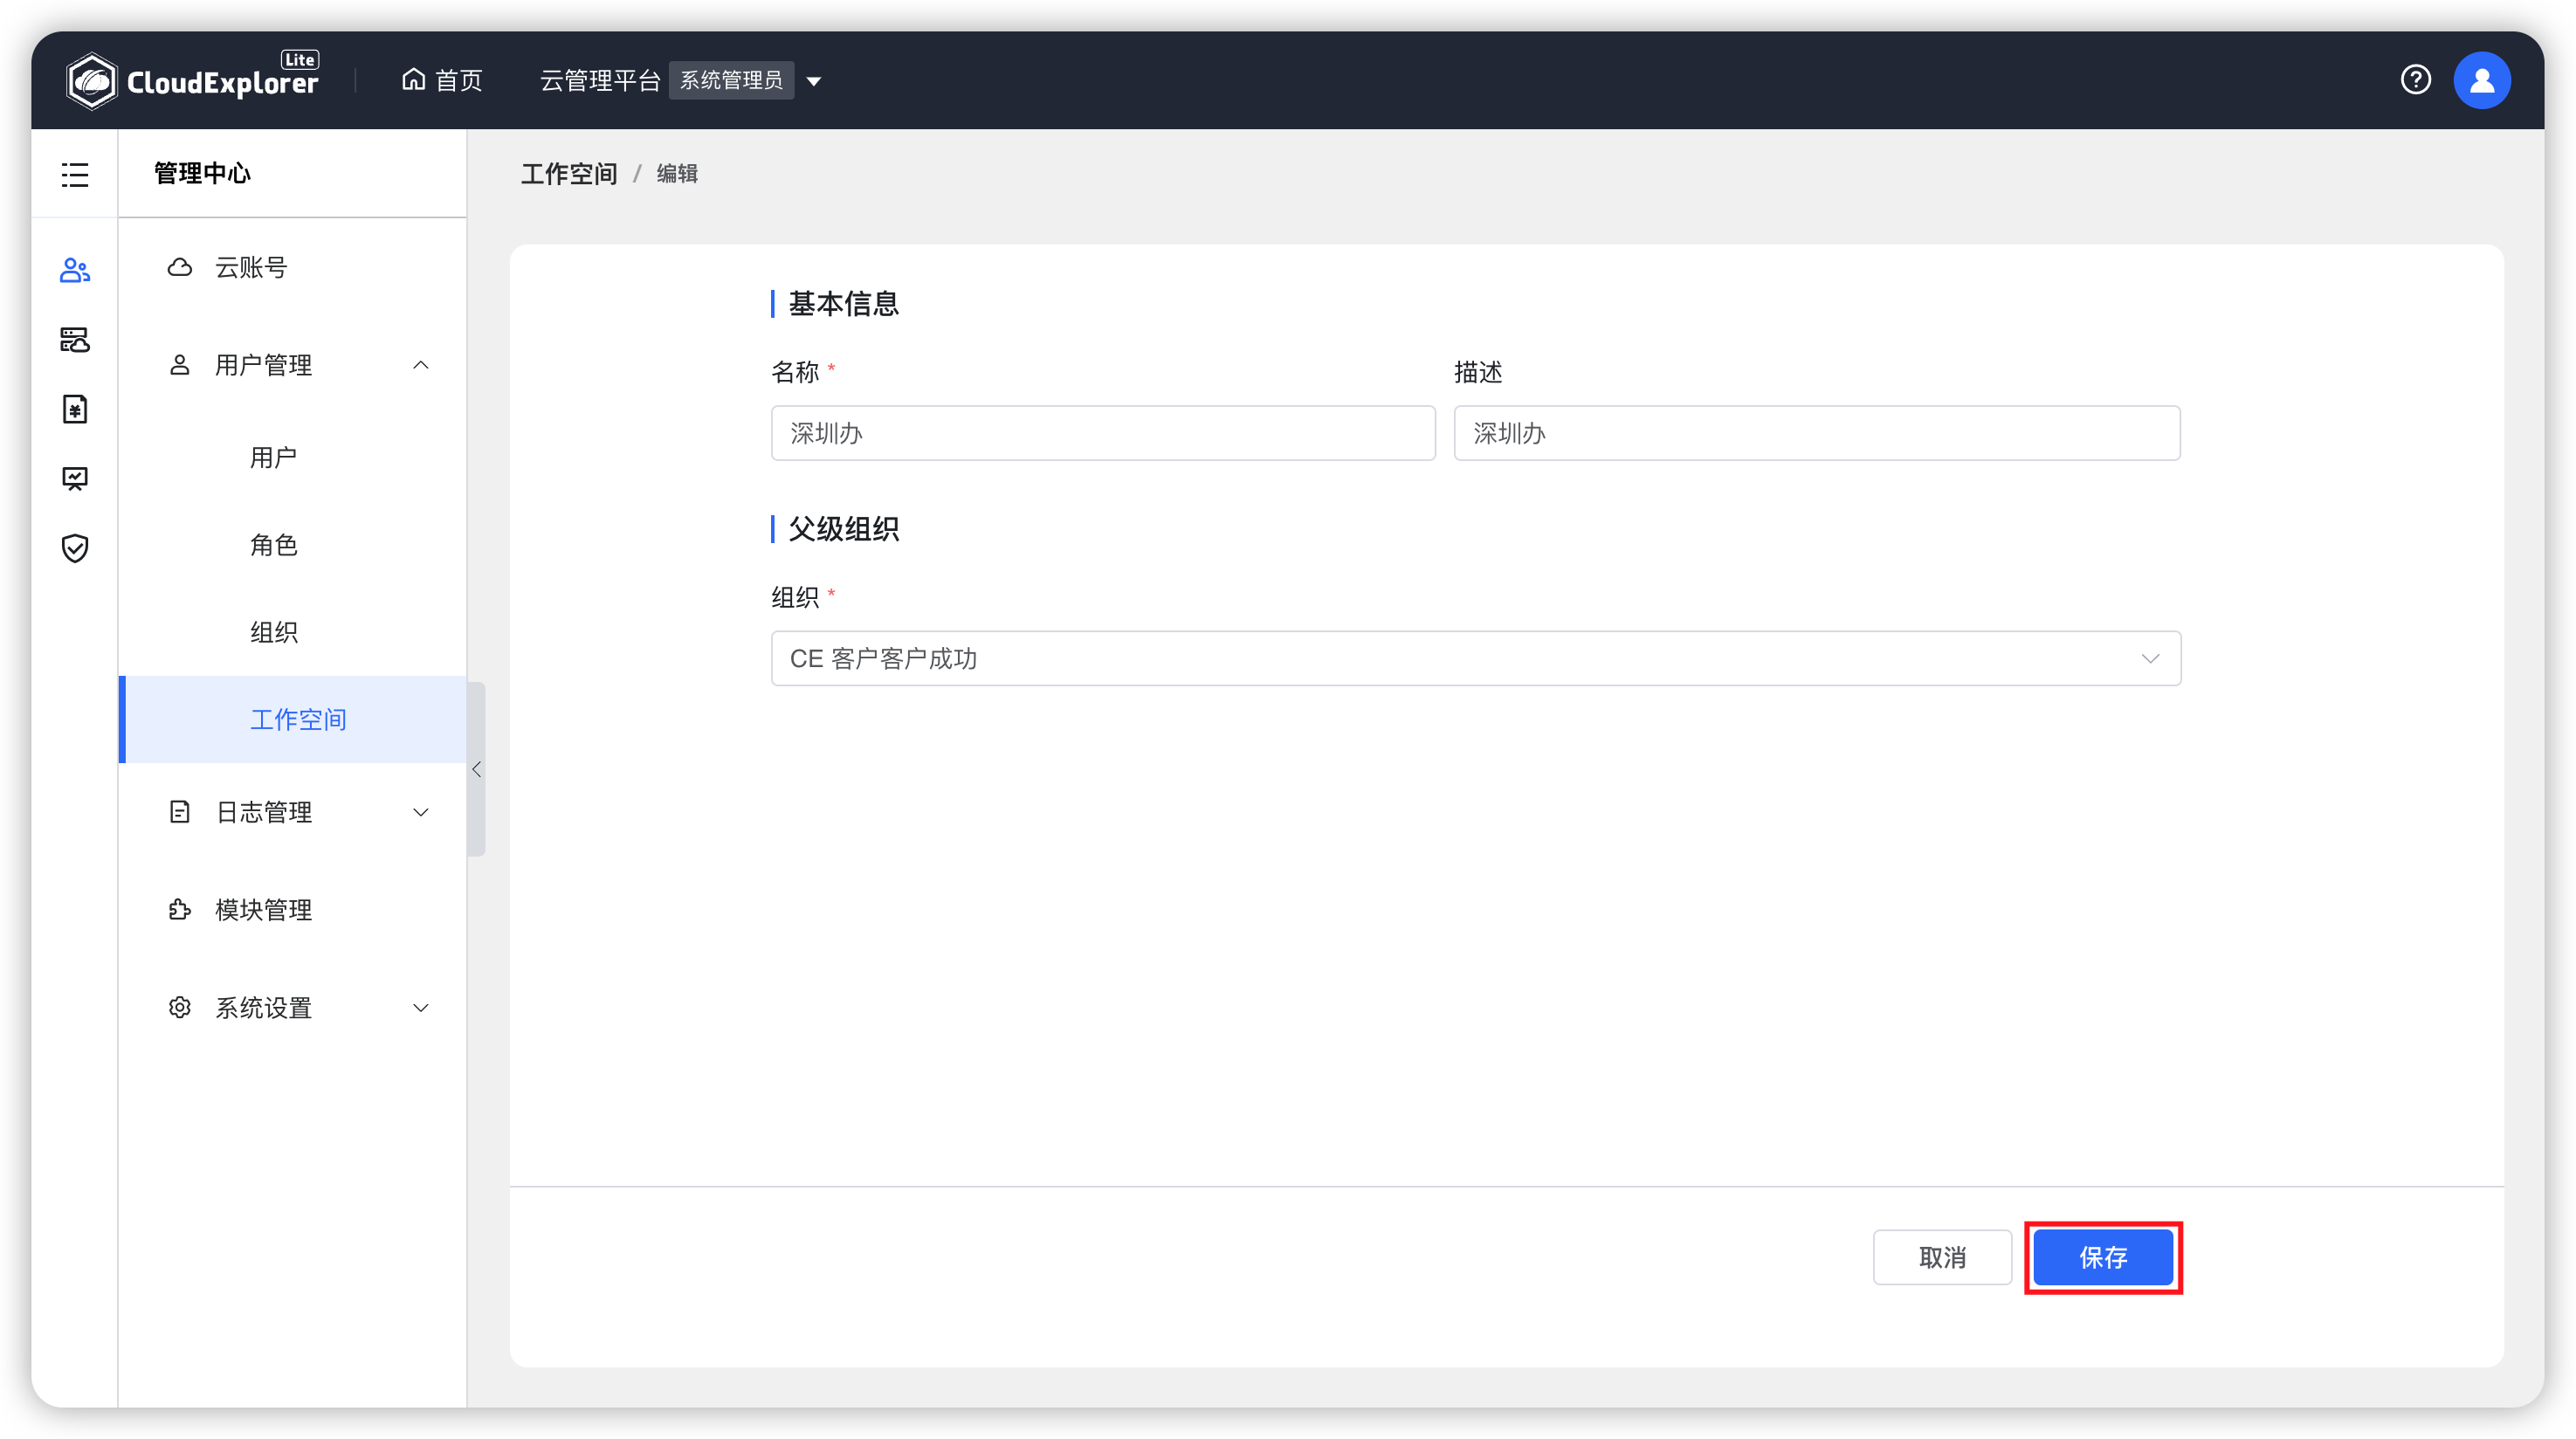 CloudExplorer Lite
首页
云管理平台 系统管理员
管理中心
云账号
用户管理
用户
角色
组织
工作空间
日志管理
模块管理
系统设置
工作空间 / 编辑
基本信息
名称 *
描述
深圳办
深圳办
父级组织
组织 *
CE 客户客户成功
取消
保存